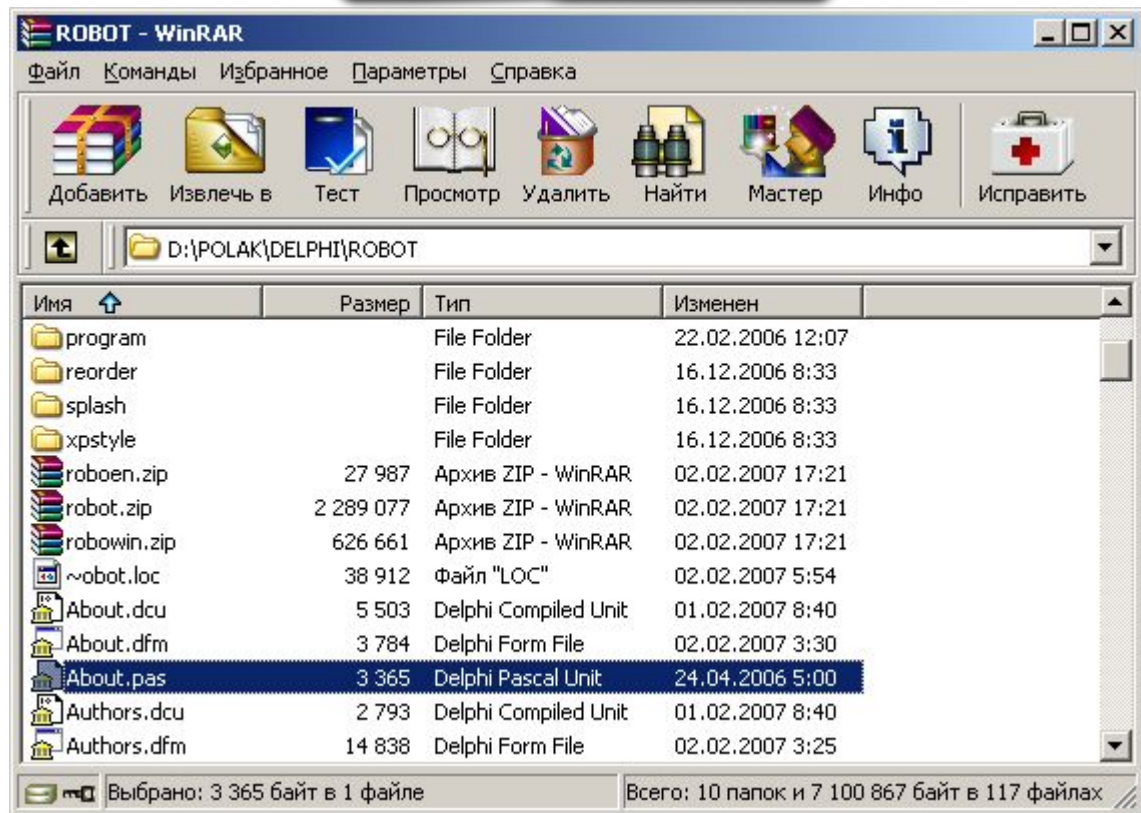 ROBOT - WinRAR
Файл Команды Избранное Параметры Справка
Добавить Извлечь в Тест Просмотр Удалить Найти Мастер Инфо Исправить
D:\POLAK\DELPHI\ROBOT
Имя Размер Тип Изменен
program File Folder 22.02.2006 12:07
reorder File Folder 16.12.2006 8:33
splash File Folder 16.12.2006 8:33
xpstyle File Folder 16.12.2006 8:33
roboen.zip 27 987 Архив ZIP - WinRAR 02.02.2007 17:21
robot.zip 2 289 077 Архив ZIP - WinRAR 02.02.2007 17:21
robowin.zip 626 661 Архив ZIP - WinRAR 02.02.2007 17:21
~obot.loc 38 912 Файл "LOC" 02.02.2007 5:54
About.dcu 5 503 Delphi Compiled Unit 01.02.2007 8:40
About.dfm 3 784 Delphi Form File 02.02.2007 3:30
About.pas 3 365 Delphi Pascal Unit 24.04.2006 5:00
Authors.dcu 2 793 Delphi Compiled Unit 01.02.2007 8:40
Authors.dfm 14 838 Delphi Form File 02.02.2007 3:25
Выбрано: 3 365 байт в 1 файле Всего: 10 папок и 7 100 867 байт в 117 файлах